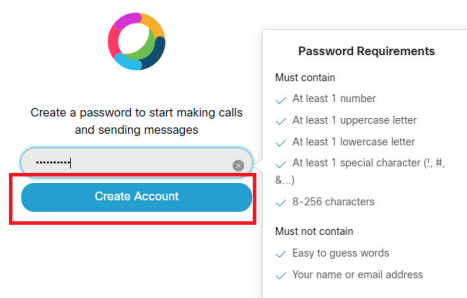 Create a password to start making calls
and sending messages
••••••••••
Create Account
Password Requirements
Must contain
At least 1 number
At least 1 uppercase letter
At least 1 lowercase letter
At least 1 special character (!, #,
&...)
8-256 characters
Must not contain
Easy to guess words
Your name or email address